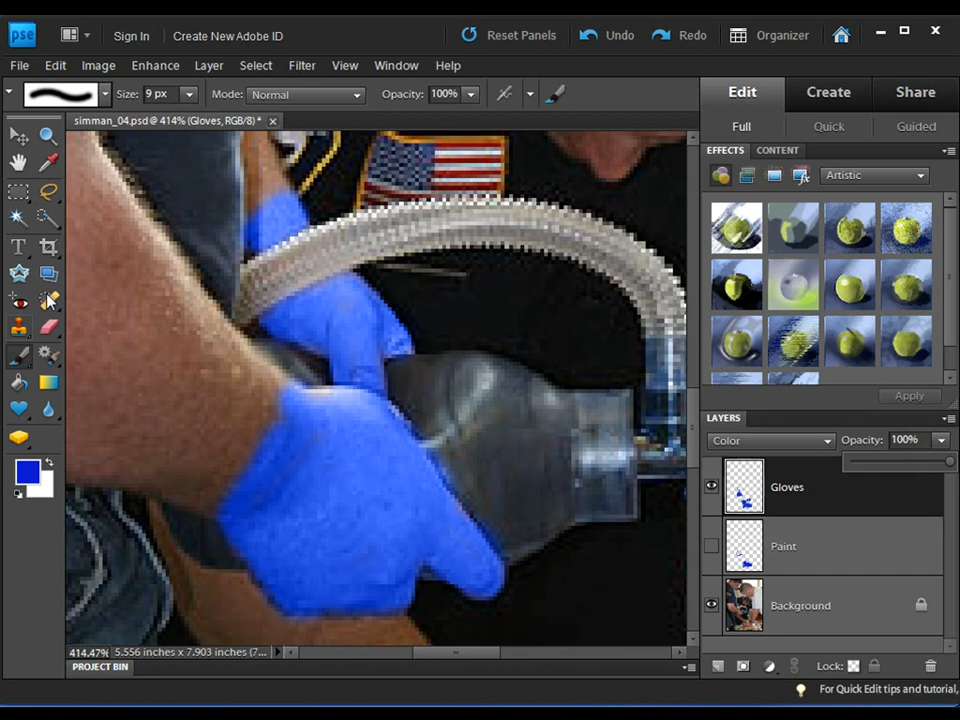 pse Sign In Create New Adobe ID Reset Panels Undo Redo Organizer
File Edit Image Enhance Layer Select Filter View Window Help
Size: 9 px Mode: Normal Opacity: 100%
Edit Create Share
simman_04.psd @ 414% (Gloves, RGB/8) *
Full Quick Guided
EFFECTS CONTENT
Artistic
Apply
LAYERS
Color Opacity: 100%
Gloves
Paint
Background
414.47% 5.556 inches x 7.903 inches (7...
PROJECT BIN Lock:
For Quick Edit tips and tutorial,
T